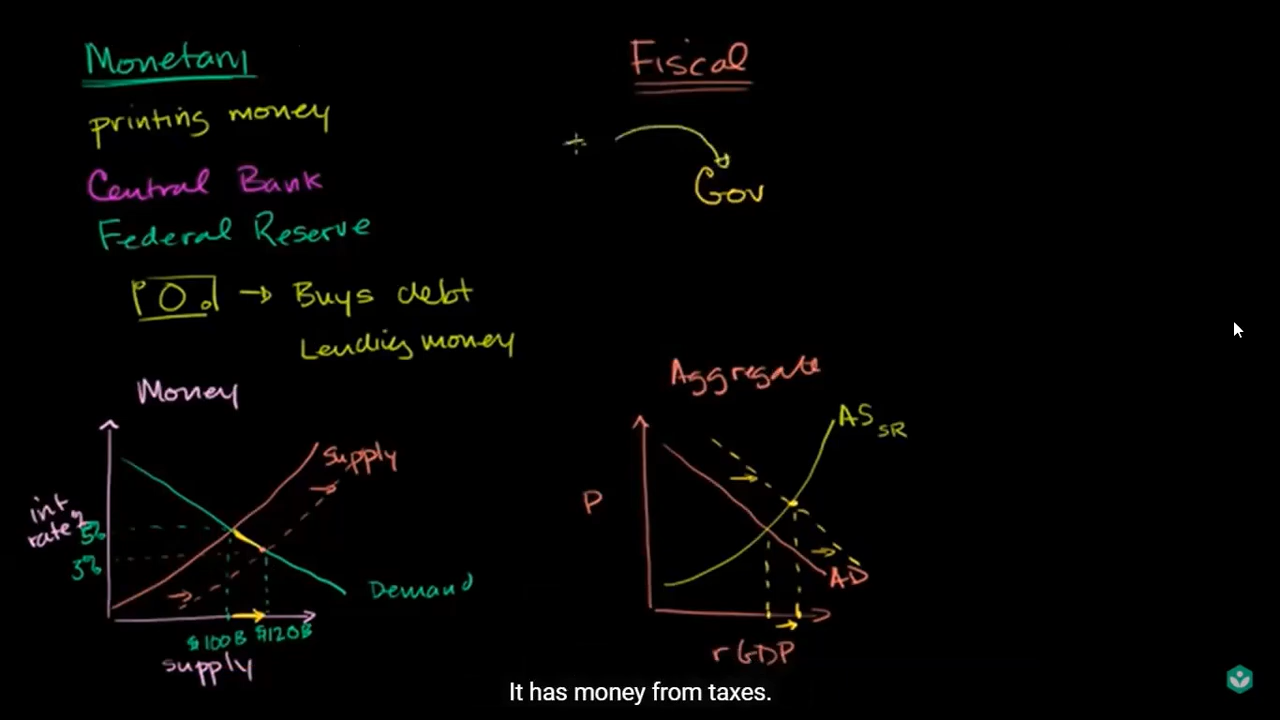 Monetary
printing money
Central Bank
Federal Reserve
→ Buys debt
Lending money
Money
int
rate
5%
3%
supply
Demand
$100B $120B
supply
Fiscal
Gov
Aggregate
P
AS SR
AD
rGDP
It has money from taxes.